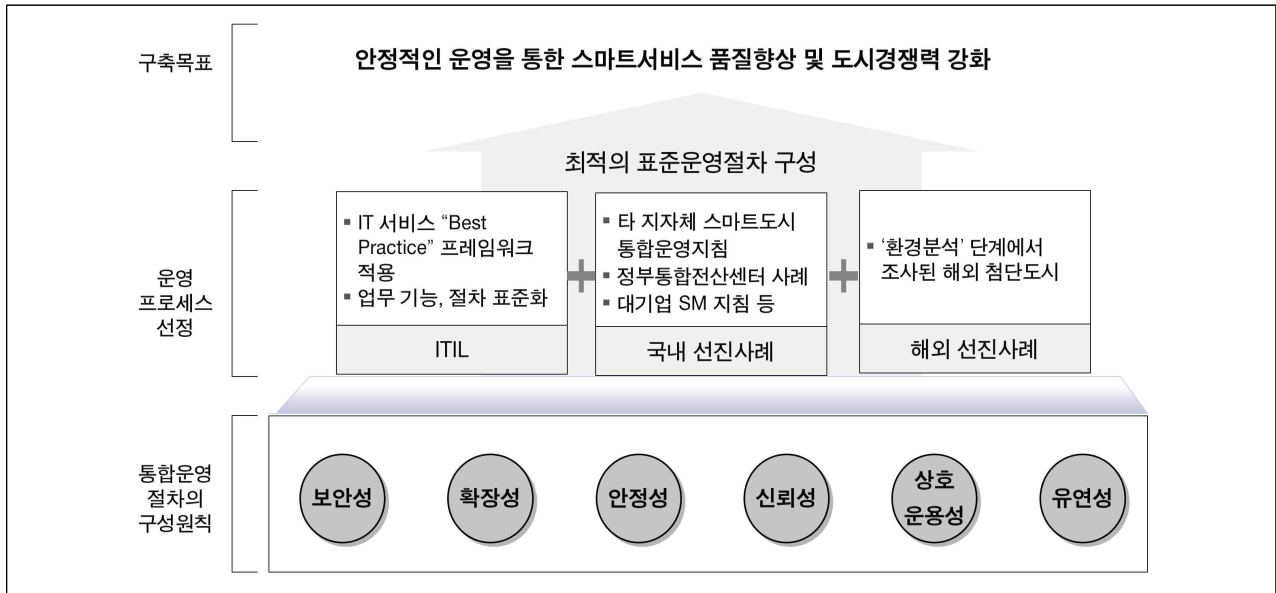 구축목표
안정적인 운영을 통한 스마트서비스 품질향상 및 도시경쟁력 강화
최적의 표준운영절차 구성
운영
프로세스
선정
▪ IT 서비스 “Best
Practice” 프레임워크
적용
▪ 업무 기능, 절차 표준화
ITIL
+
▪ 타 지자체 스마트도시
통합운영지침
▪ 정부통합전산센터 사례
▪ 대기업 SM 지침 등
국내 선진사례
+
▪ ‘환경분석’ 단계에서
조사된 해외 첨단도시
해외 선진사례
통합운영
절차의
구성원칙
보안성
확장성
안정성
신뢰성
상호
운용성
유연성